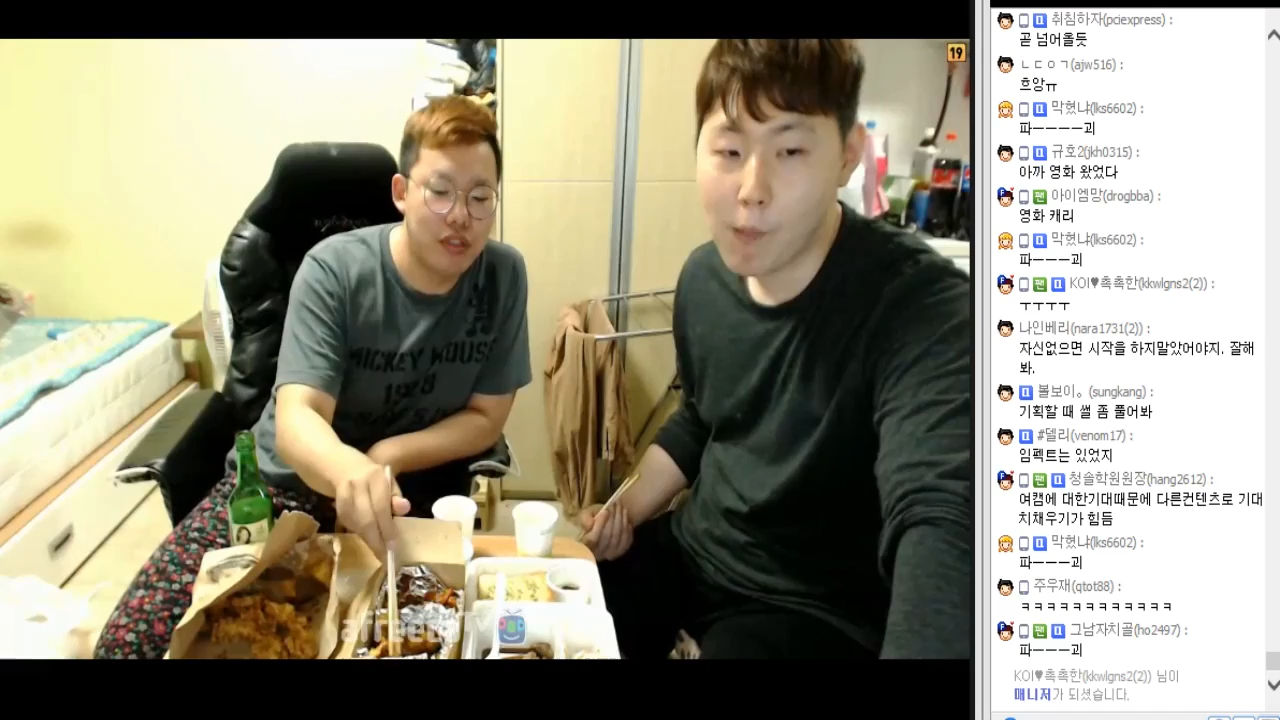 19
MICKEY MOUSE
1928
afreecaTV
취침하자(pciexpress) :
곧 넘어올듯
ㄴㄷㅇㄱ(ajw516) :
흐앙ㅠ
막혔냐(lks6602) :
파ㅡㅡㅡㅡ괴
규호2(jkh0315) :
아까 영화 왔었다
아이엠망(drogbba) :
영화 캐리
막혔냐(lks6602) :
파ㅡㅡㅡ괴
KOI♥촉촉한(kkwlgns2(2)) :
ㅜㅜㅜㅜ
나인베리(nara1731(2)) :
자신없으면 시작을 하지말았어야지. 잘해
봐.
볼보이。(sungkang) :
기획할 때 썰 좀 풀어봐
#델리(venom17) :
임펙트는 있었지
청솔학원원장(hang2612) :
여캠에 대한기대때문에 다른컨텐츠로 기대
치채우기가 힘듬
막혔냐(lks6602) :
파ㅡㅡㅡ괴
주우재(qtot88) :
ㅋㅋㅋㅋㅋㅋㅋㅋㅋㅋㅋㅋ
그남자치골(ho2497) :
파ㅡㅡㅡ괴
KOI♥촉촉한(kkwlgns2(2)) 님이
매니저가 되셨습니다.